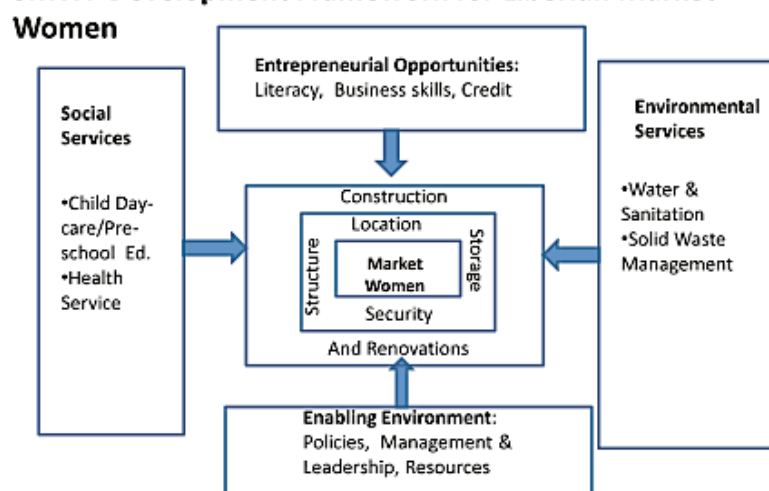 Women
Entrepreneurial Opportunities:
Literacy, Business skills, Credit
Social
Services
•Child Day-
care/Pre-
school Ed.
•Health
Service
Environmental
Services
•Water &
Sanitation
•Solid Waste
Management
Construction
Location
Structure
Storage
Market
Women
Security
And Renovations
Enabling Environment:
Policies, Management &
Leadership, Resources